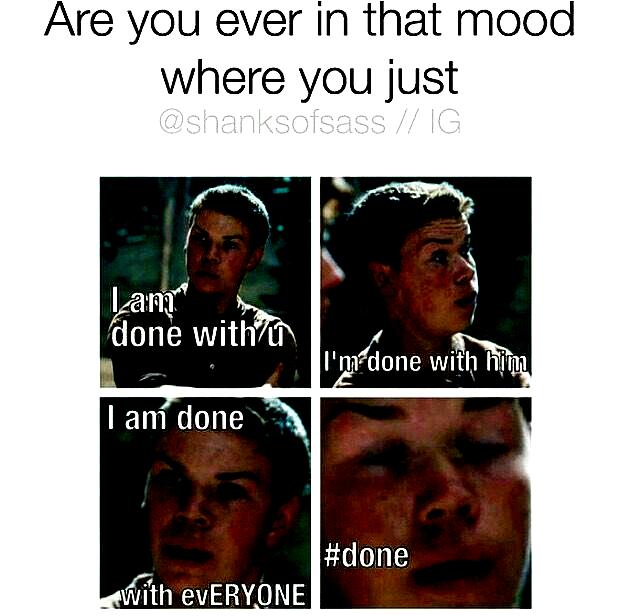 Are you ever in that mood
where you just
@shanksofsass // IG
I am
done with u
I'm done with him
I am done
with evERYONE
#done